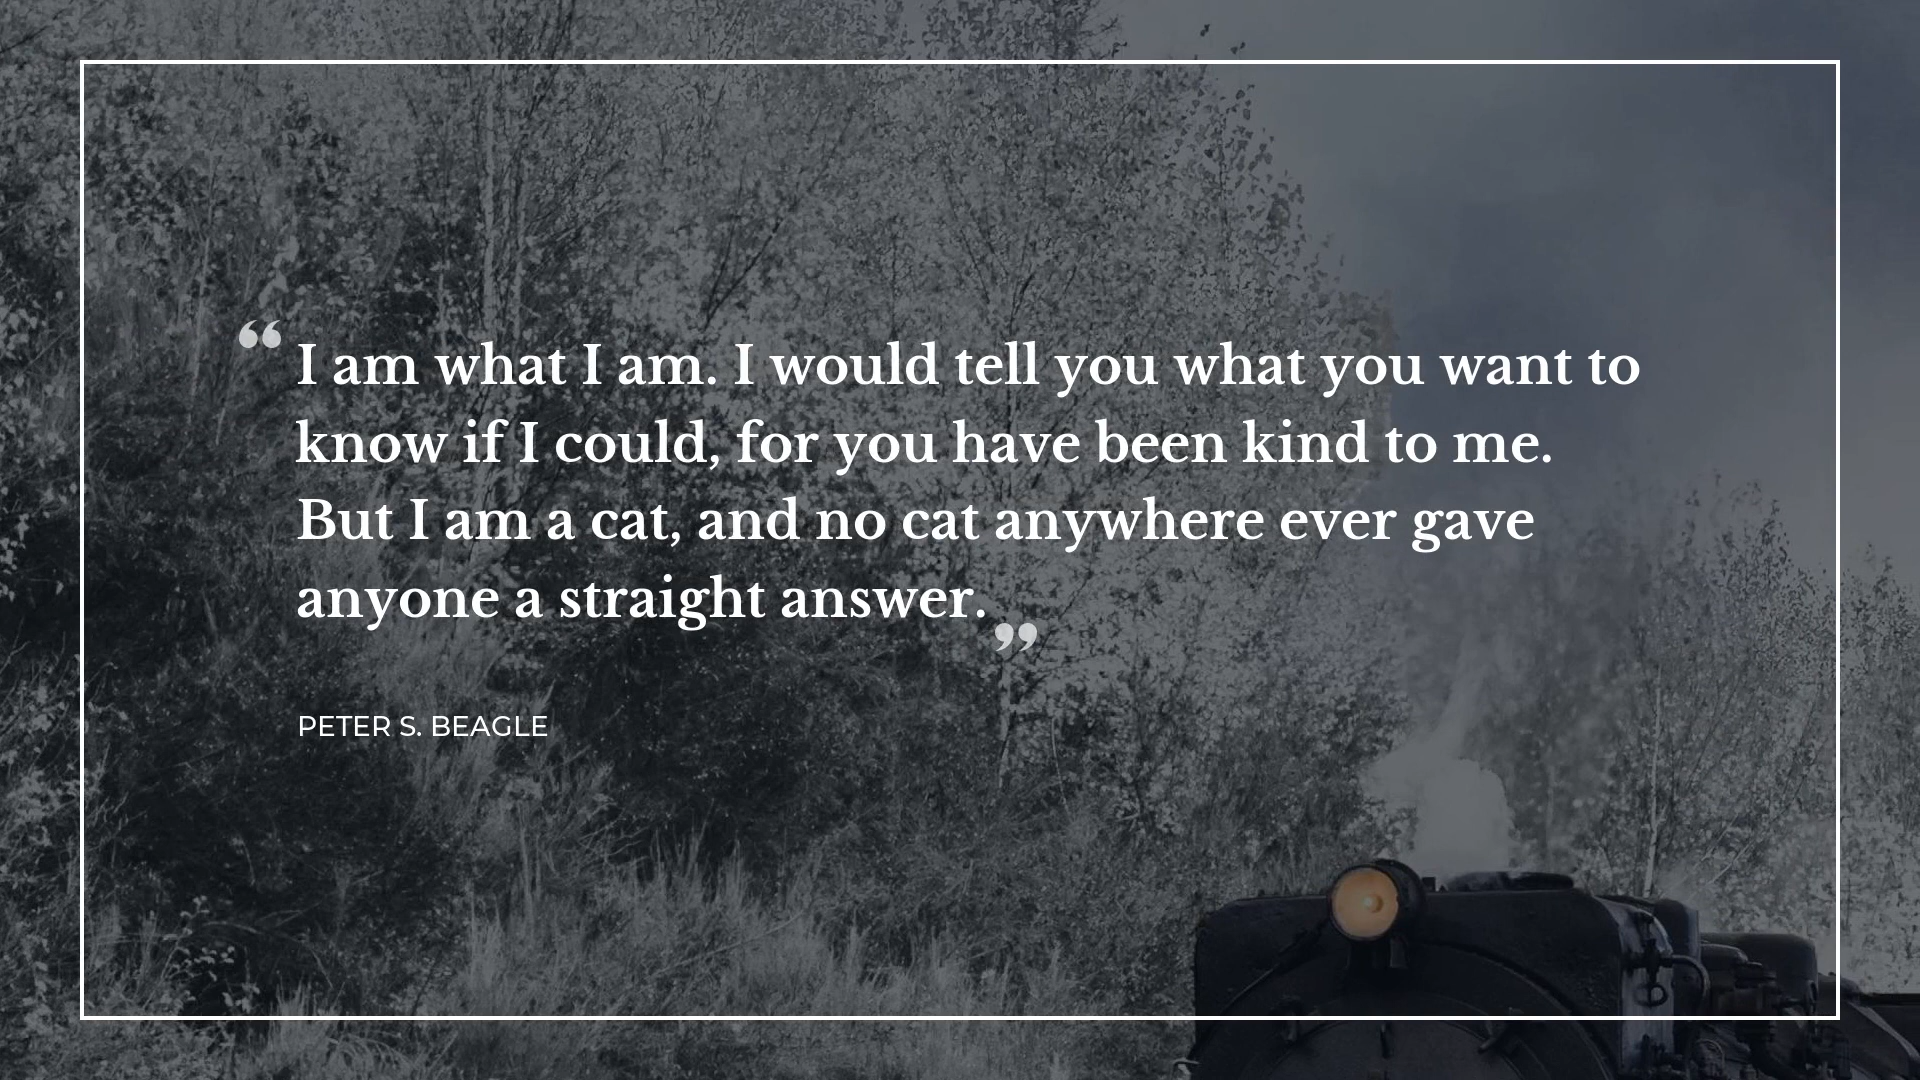 “I am what I am. I would tell you what you want to
know if I could, for you have been kind to me.
But I am a cat, and no cat anywhere ever gave
anyone a straight answer.”
PETER S. BEAGLE